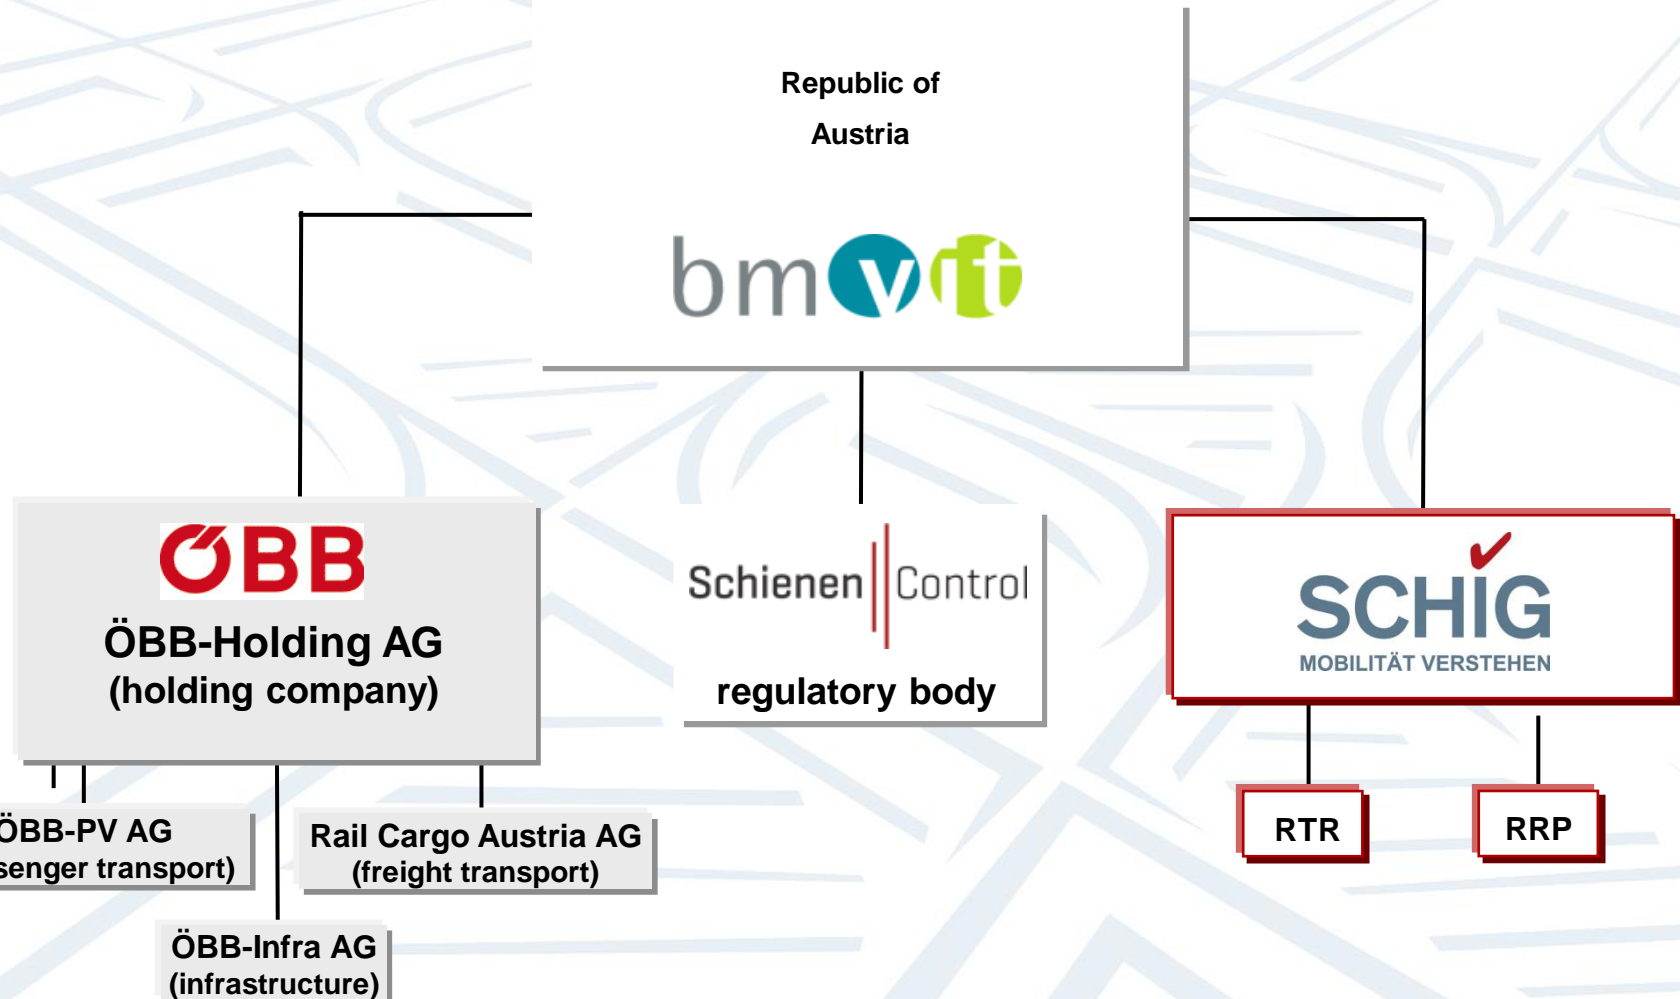 Republic of
Austria
bmvit
ÖBB
ÖBB-Holding AG
(holding company)
Schienen Control
regulatory body
SCHIG
MOBILITÄT VERSTEHEN
RTR
RRP
ÖBB-PV AG
senger transport)
Rail Cargo Austria AG
(freight transport)
ÖBB-Infra AG
(infrastructure)